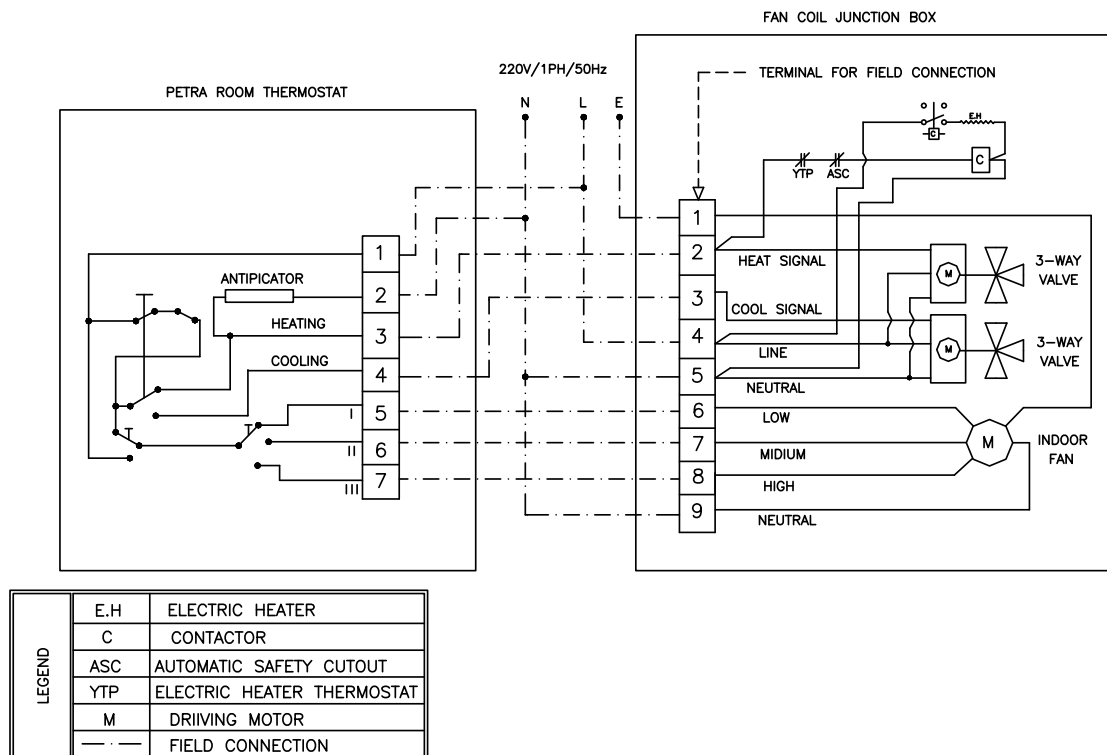 FAN COIL JUNCTION BOX
220V/1PH/50Hz
TERMINAL FOR FIELD CONNECTION
PETRA ROOM THERMOSTAT
N L E
E.H
C
YTP ASC
C
1
2
3
4
5
6
7
ANTIPICATOR
HEATING
COOLING
I
II
III
1
2
3
4
5
6
7
8
9
HEAT SIGNAL
COOL SIGNAL
LINE
NEUTRAL
LOW
MIDIUM
HIGH
NEUTRAL
M
3-WAY
VALVE
M
3-WAY
VALVE
M
INDOOR
FAN
LEGEND
E.H ELECTRIC HEATER
C CONTACTOR
ASC AUTOMATIC SAFETY CUTOUT
YTP ELECTRIC HEATER THERMOSTAT
M DRIIVING MOTOR
FIELD CONNECTION